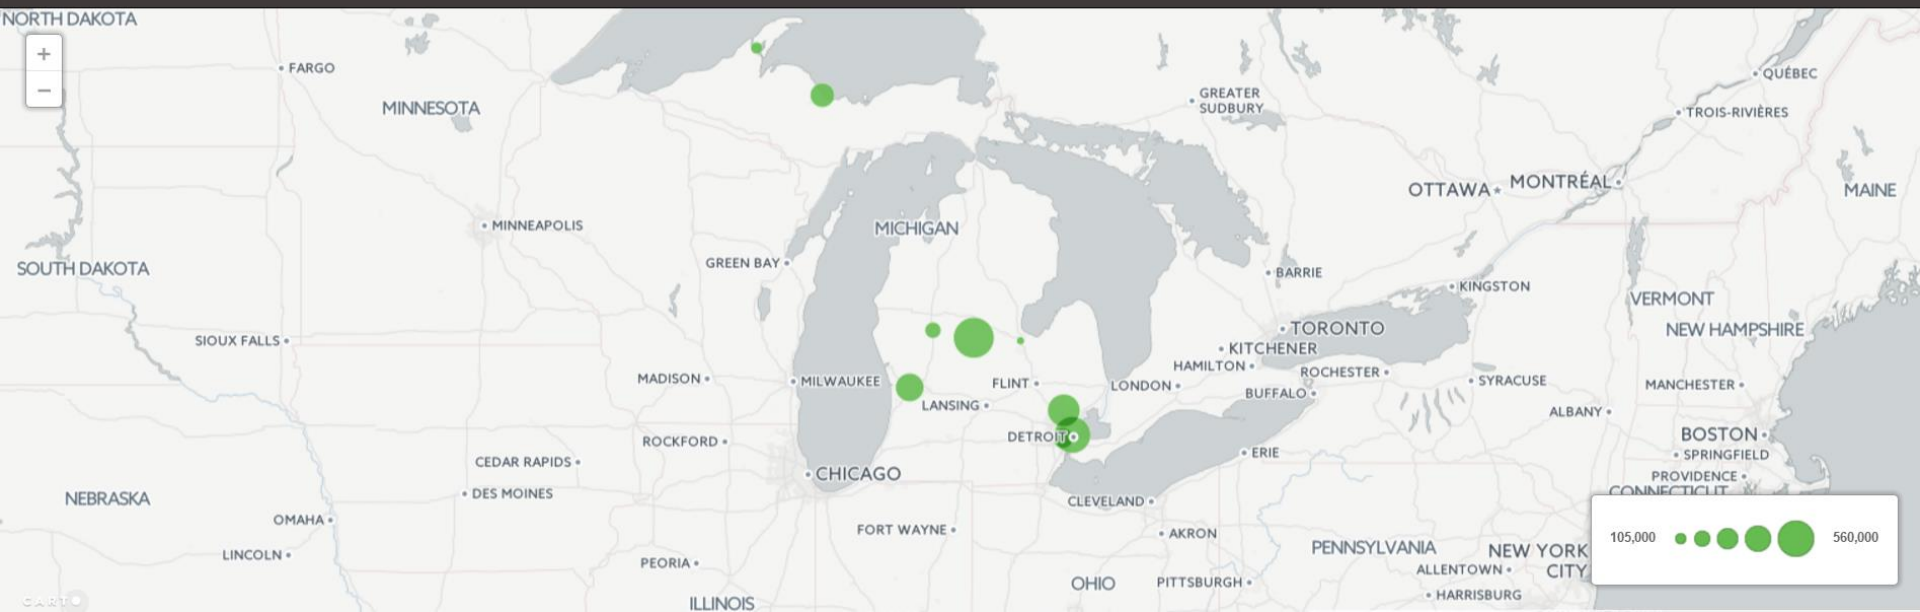 NORTH DAKOTA
+
−
FARGO
MINNESOTA
GREATER
SUDBURY
QUÉBEC
TROIS-RIVIÈRES
OTTAWA
MONTRÉAL
MAINE
MINNEAPOLIS
MICHIGAN
GREEN BAY
SOUTH DAKOTA
BARRIE
KINGSTON
VERMONT
NEW HAMPSHIRE
SIOUX FALLS
TORONTO
KITCHENER
HAMILTON
ROCHESTER
MADISON
MILWAUKEE
FLINT
LONDON
BUFFALO
SYRACUSE
MANCHESTER
LANSING
ALBANY
ROCKFORD
DETROIT
BOSTON
SPRINGFIELD
ERIE
CEDAR RAPIDS
CHICAGO
PROVIDENCE
CONNECTICUT
NEBRASKA
DES MOINES
CLEVELAND
OMAHA
FORT WAYNE
AKRON
105,000
560,000
LINCOLN
PEORIA
PENNSYLVANIA
NEW YORK
CITY
ALLENTOWN
OHIO
PITTSBURGH
HARRISBURG
CARTO
ILLINOIS